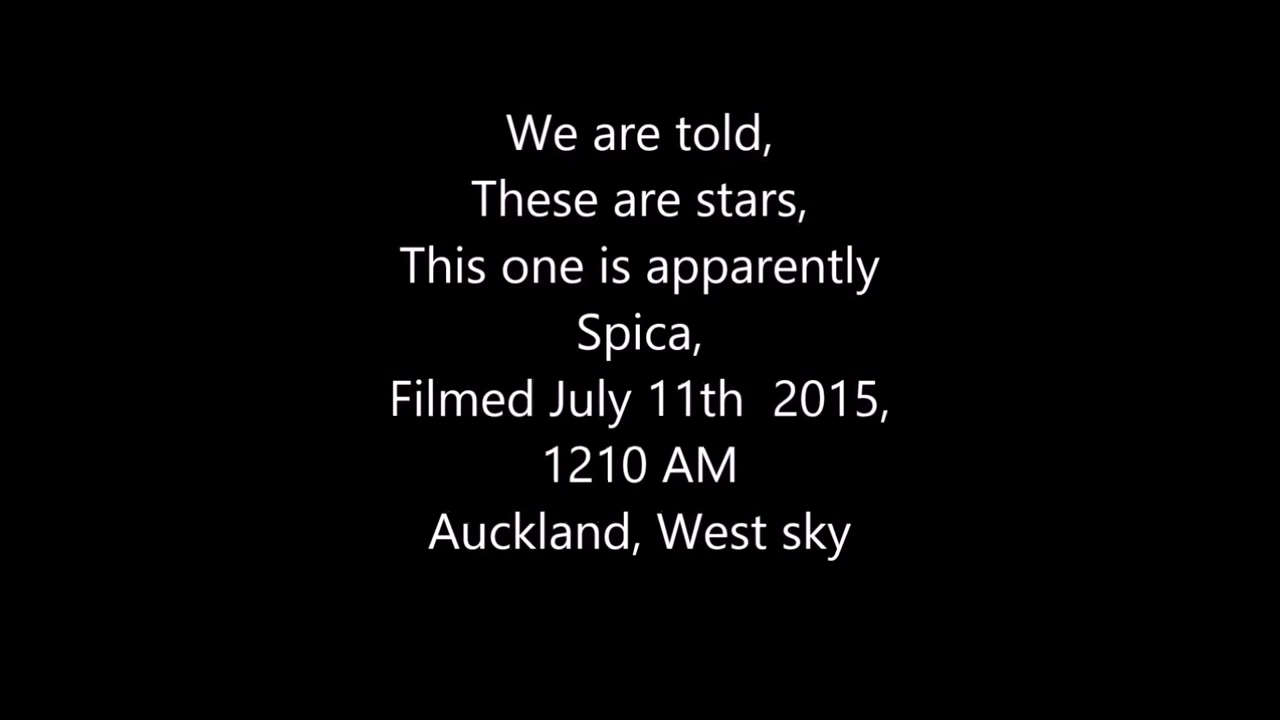 We are told,
These are stars,
This one is apparently
Spica,
Filmed July 11th  2015,
1210 AM
Auckland, West sky